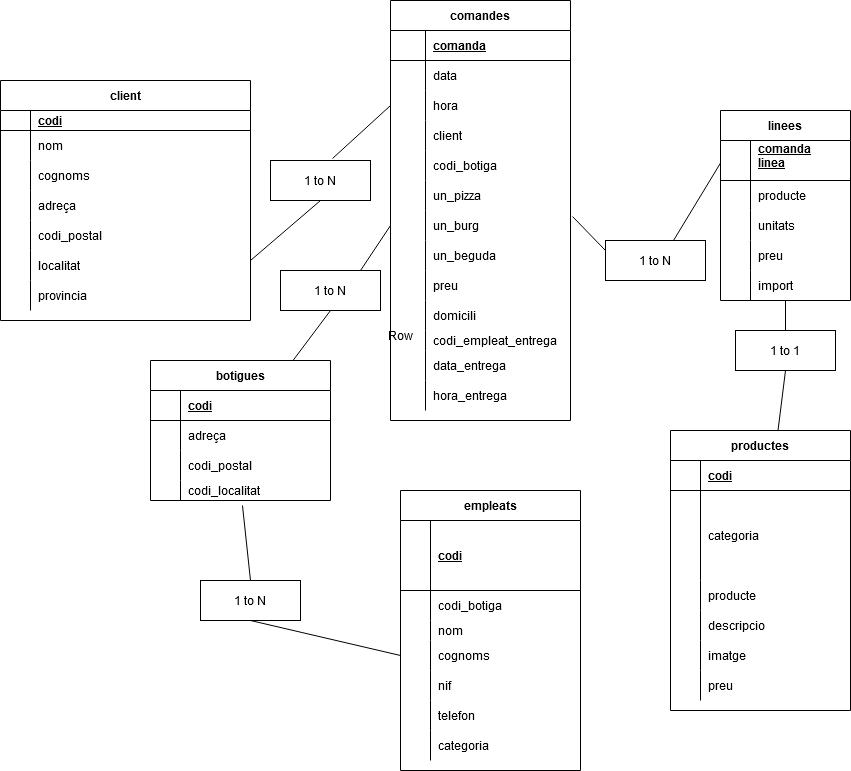 comandes
comanda
data
hora
client
codi_botiga
un_pizza
un_burg
un_beguda
preu
domicili
Row
codi_empleat_entrega
data_entrega
hora_entrega
client
codi
nom
cognoms
adreça
codi_postal
localitat
provincia
1 to N
1 to N
linees
comanda
linea
producte
unitats
preu
import
1 to N
1 to 1
botigues
codi
adreça
codi_postal
codi_localitat
1 to N
empleats
codi
codi_botiga
nom
cognoms
nif
telefon
categoria
productes
codi
categoria
producte
descripcio
imatge
preu